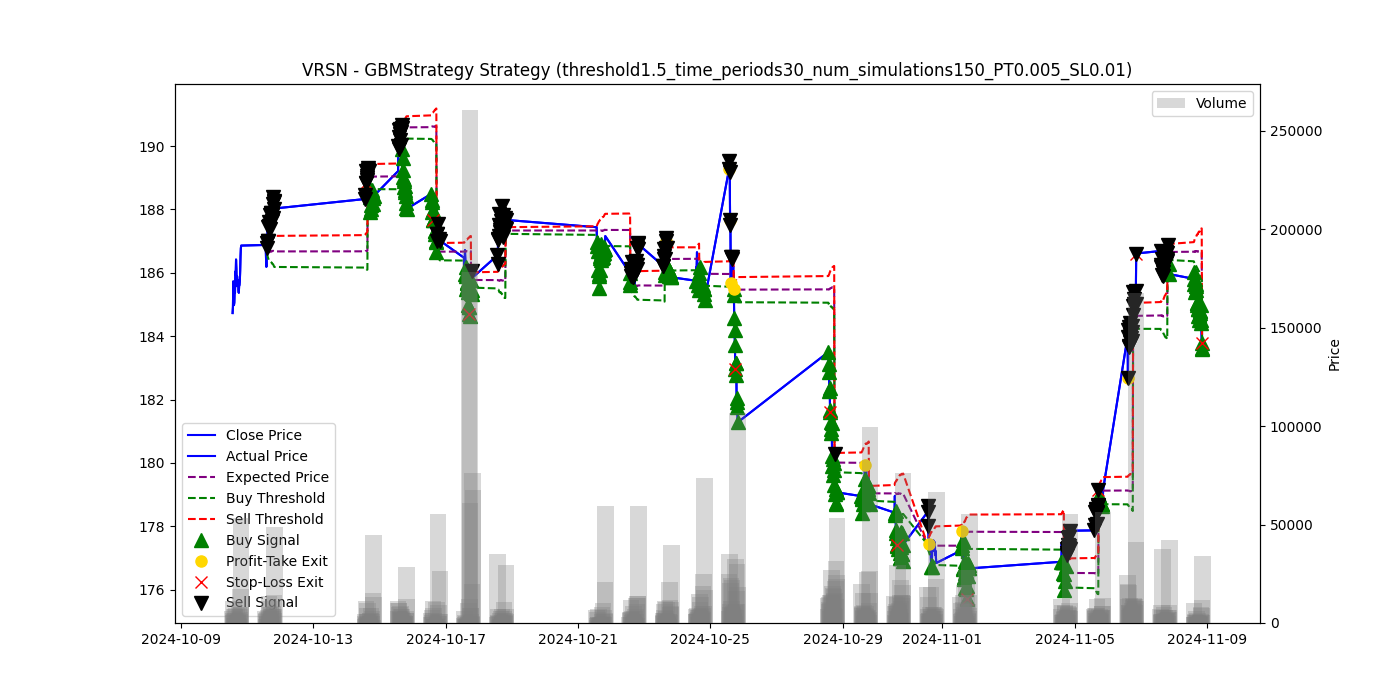 VRSN - GBMStrategy Strategy (threshold1.5_time_periods30_num_simulations150_PT0.005_SL0.01)
Volume
190
188
186
184
182
180
178
176
250000
200000
150000
100000
50000
0
Price
Close Price
Actual Price
Expected Price
Buy Threshold
Sell Threshold
Buy Signal
Profit-Take Exit
Stop-Loss Exit
Sell Signal
2024-10-09
2024-10-13
2024-10-17
2024-10-21
2024-10-25
2024-10-29
2024-11-01
2024-11-05
2024-11-09